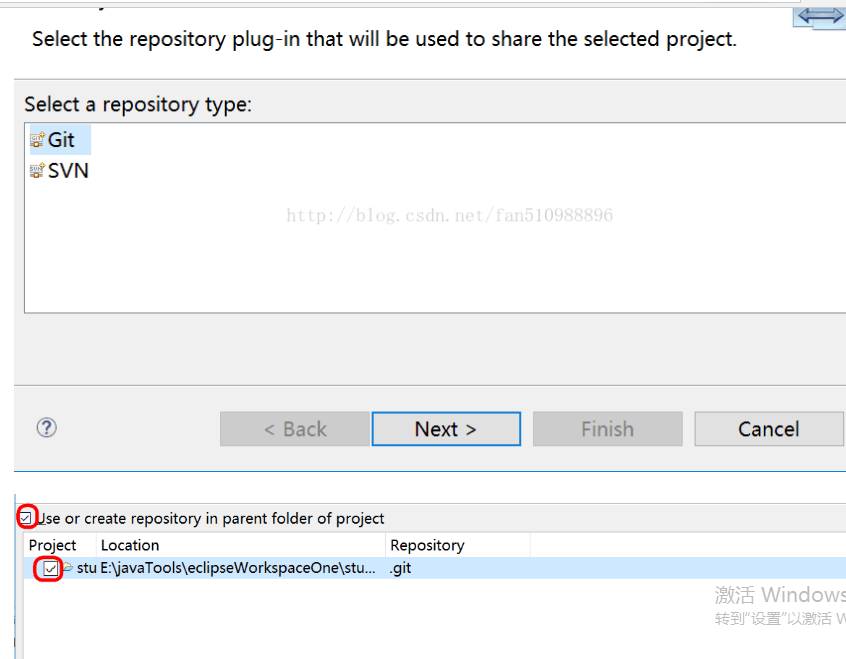 Select the repository plug-in that will be used to share the selected project.
Select a repository type:
Git
SVN
http://blog.csdn.net/fan510988896
< Back Next > Finish Cancel
Use or create repository in parent folder of project
Project Location Repository
stu E:\javaTools\eclipseWorkspaceOne\stu... .git
激活 Windows
转到"设置"以激活 W